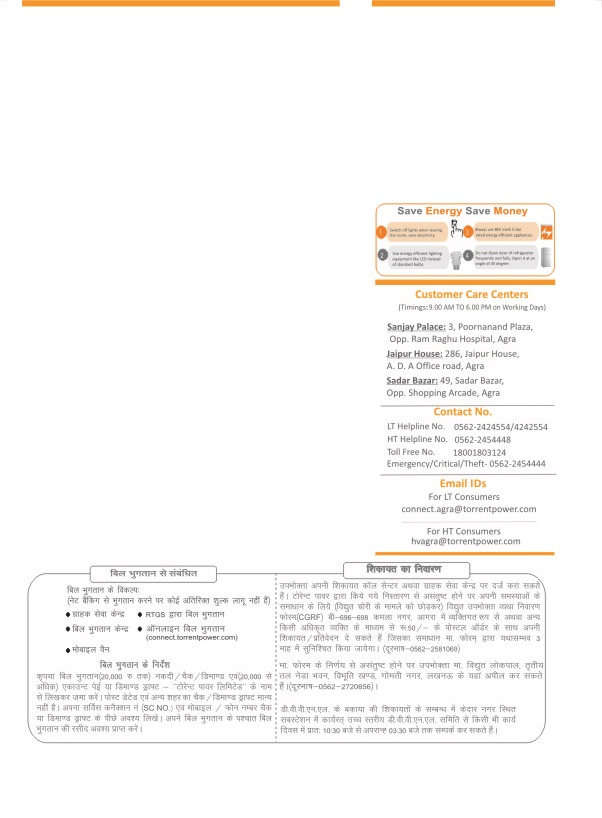 Save Energy Save Money
1 Switch off lights when leaving
the room, save electricity.
2 Use energy efficient lighting
equipment like LED instead
of standard bulbs.
3 Always use BEE mark 5 star
rated energy efficient appliances.
4 Do not Open door of refrigerator
frequently and fully. Open it at an
angle of 30 degree.
Customer Care Centers
(Timings: 9.00 AM TO 6.00 PM on Working Days)
Sanjay Palace: 3, Poornanand Plaza,
Opp. Ram Raghu Hospital, Agra
Jaipur House: 286, Jaipur House,
A. D. A Office road, Agra
Sadar Bazar: 49, Sadar Bazar,
Opp. Shopping Arcade, Agra
Contact No.
LT Helpline No. 0562-2424554/4242554
HT Helpline No. 0562-2454448
Toll Free No. 18001803124
Emergency/Critical/Theft- 0562-2454444
Email IDs
For LT Consumers
connect.agra@torrentpower.com
For HT Consumers
hvagra@torrentpower.com
बिल भुगतान से संबंधित
बिल भुगतान के विकल्पः
(नेट बैंकिग से भुगतान करने पर कोई अतिरिक्त शुल्क लागू नहीं हैं)
● ग्राहक सेवा केन्द्र ● RTGS द्वारा बिल भुगतान
● बिल भुगतान केन्द्र ● ऑनलाइन बिल भुगतान
(connect.torrentpower.com)
● मोबाइल वैन
बिल भुगतान के निर्देश
कृपया बिल भुगतान(20,000 रु तक) नकदी/चैक/डिमाण्ड एवं(20,000 से
अधिक) एकाउन्ट पेई या डिमाण्ड ड्राफ्ट – "टोरेन्ट पावर लिमिटेड" के नाम
से लिखकर जमा करें। पोस्ट डेटेड एवं अन्य शहर का चैक/डिमाण्ड ड्राफ्ट मान्य
नहीं है। अपना सर्विस कनैक्शन नं (SC NO.) एवं मोबाईल / फोन नम्बर चैक
या डिमाण्ड ड्राफ्ट के पीछे अवश्य लिखें। अपने बिल भुगतान के पश्चात बिल
भुगतान की रसीद अवश्य प्राप्त करें।
शिकायत का निवारण
उपभोक्ता अपनी शिकायत कॉल सेन्टर अथवा ग्राहक सेवा केन्द्र पर दर्ज करा सकते
हैं। टोरेन्ट पावर द्वारा किये गये निस्तारण से असंतुष्ट होने पर अपनी समस्याओं के
समाधान के लिये (विद्युत चोरी के मामले को छोड़कर) विद्युत उपभोक्ता व्यथा निवारण
फोरम(CGRF) बी–696–698 कमला नगर, आगरा में व्यक्तिगत रूप से अथवा अन्य
किसी अधिकृत व्यक्ति के माध्यम से रू.50/– के पोस्टल ऑर्डर के साथ अपनी
शिकायत/प्रतिवेदन दे सकते हैं जिसका समाधान मा. फोरम् द्वारा यथासम्भव 3
माह में सुनिश्चित किया जायेगा। (दूरभाष–0562–2581069)
मा. फोरम के निर्णय से असंतुष्ट होने पर उपभोक्ता मा. विद्युत लोकपाल, तृतीय
तल नेडा भवन, विभूति खण्ड, गोमती नगर, लखनऊ के यहां अपील कर सकते
हैं।(दूरभाष–0562–2720856)।
डी.वी.वी.एन.एल. के बकाया की शिकायतों के सम्बन्ध में केदार नगर स्थित
सबस्टेशन में कार्यरत् उच्च स्तरीय डी.वी.वी.एन.एल. समिति से किसी भी कार्य
दिवस में प्रातः 10:30 बजे से अपरान्ह 03:30 बजे तक सम्पर्क कर सकते हैं।